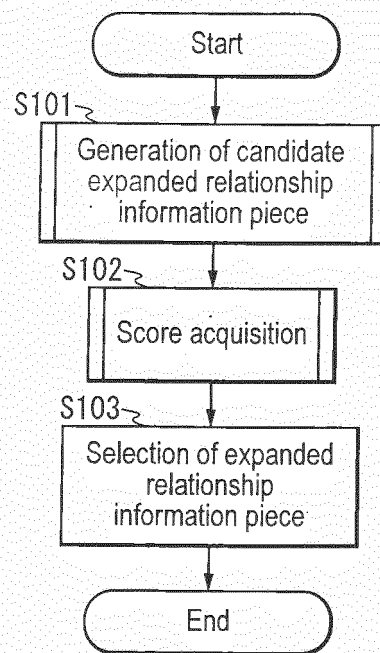 Start
S101
Generation of candidate
expanded relationship
information piece
S102
Score acquisition
S103
Selection of expanded
relationship
information piece
End